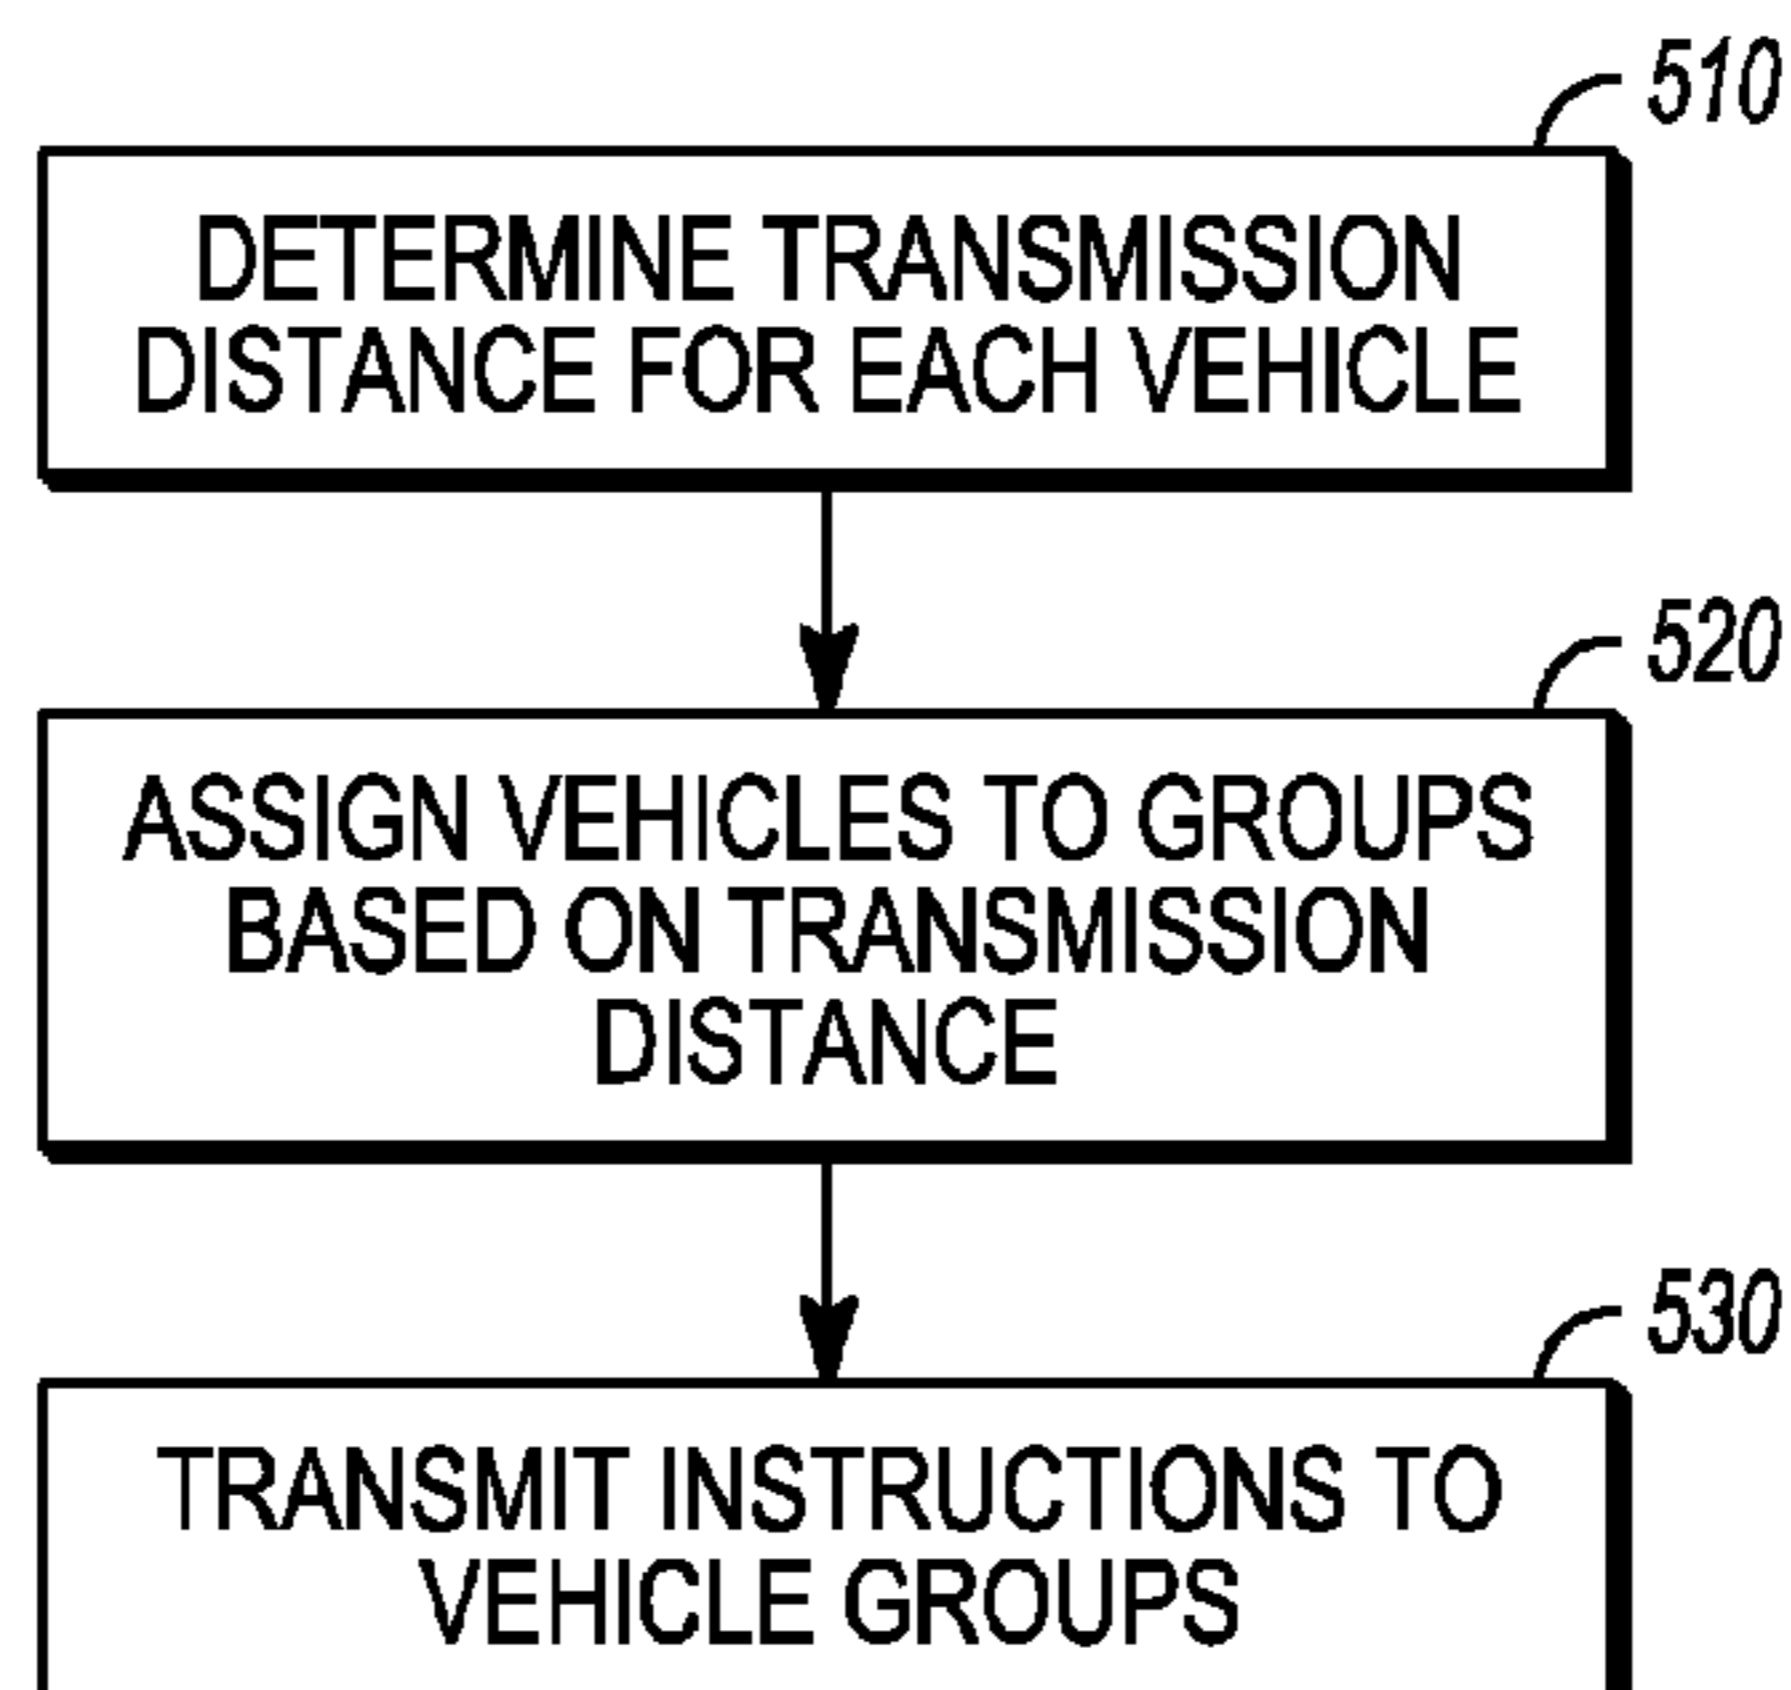 510
DETERMINE TRANSMISSION
DISTANCE FOR EACH VEHICLE
520
ASSIGN VEHICLES TO GROUPS
BASED ON TRANSMISSION
DISTANCE
530
TRANSMIT INSTRUCTIONS TO
VEHICLE GROUPS